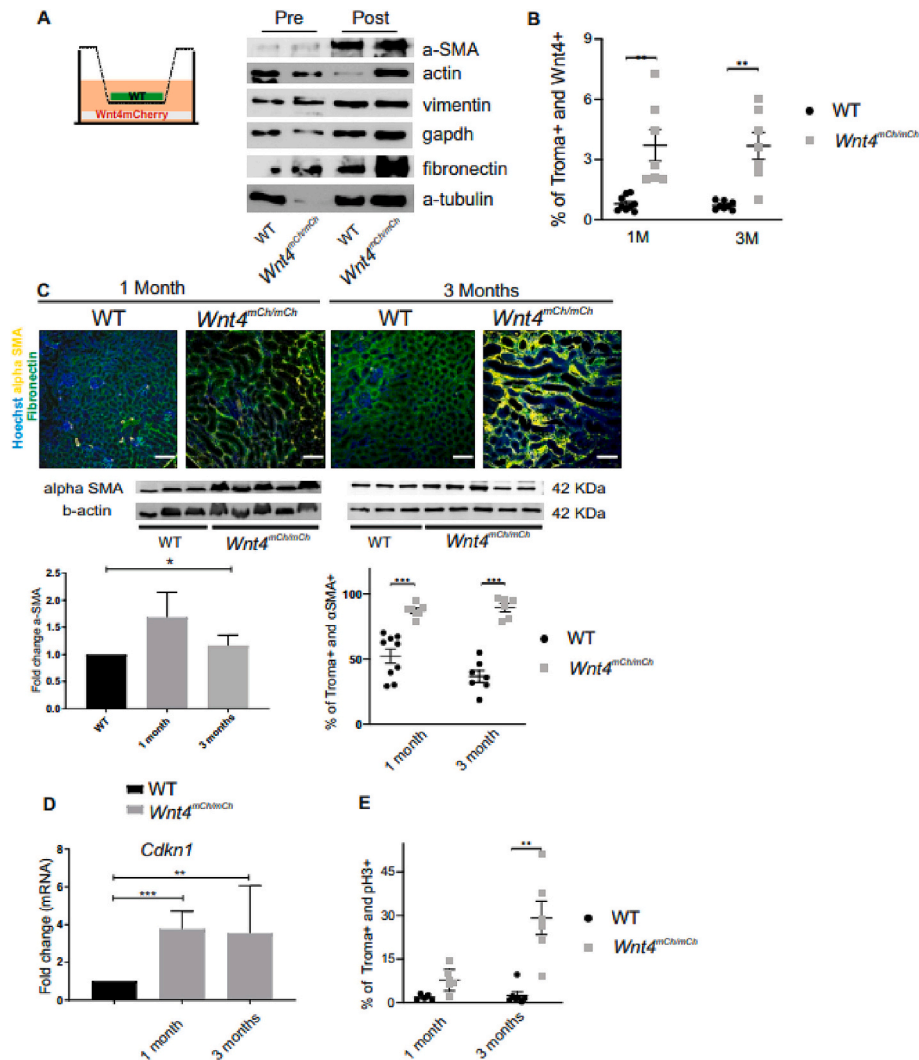 A
Pre Post
WT
Wnt4mCherry
a-SMA
actin
vimentin
gapdh
fibronectin
a-tubulin
WT
Wnt4mCh/mCh
WT
Wnt4mCh/mCh
B
% of Troma+ and Wnt4+
9
6
3
0
**
**
1M 3M
WT
Wnt4mCh/mCh
C
1 Month 3 Months
WT Wnt4mCh/mCh WT Wnt4mCh/mCh
Hoechst alpha SMA
Fibronectin
alpha SMA 42 KDa
b-actin 42 KDa
WT Wnt4mCh/mCh WT Wnt4mCh/mCh
Fold change a-SMA
2.5
2.0
1.5
1.0
0.5
0.0
*
WT
1 month
3 months
% of Troma+ and αSMA+
100
50
0
***
***
1 month
3 month
WT
Wnt4mCh/mCh
D
WT
Wnt4mCh/mCh
Cdkn1
Fold change (mRNA)
8
6
4
2
0
**
***
1 month
3 months
E
% of Troma+ and pH3+
45
30
15
0
**
1 month
3 months
WT
Wnt4mCh/mCh